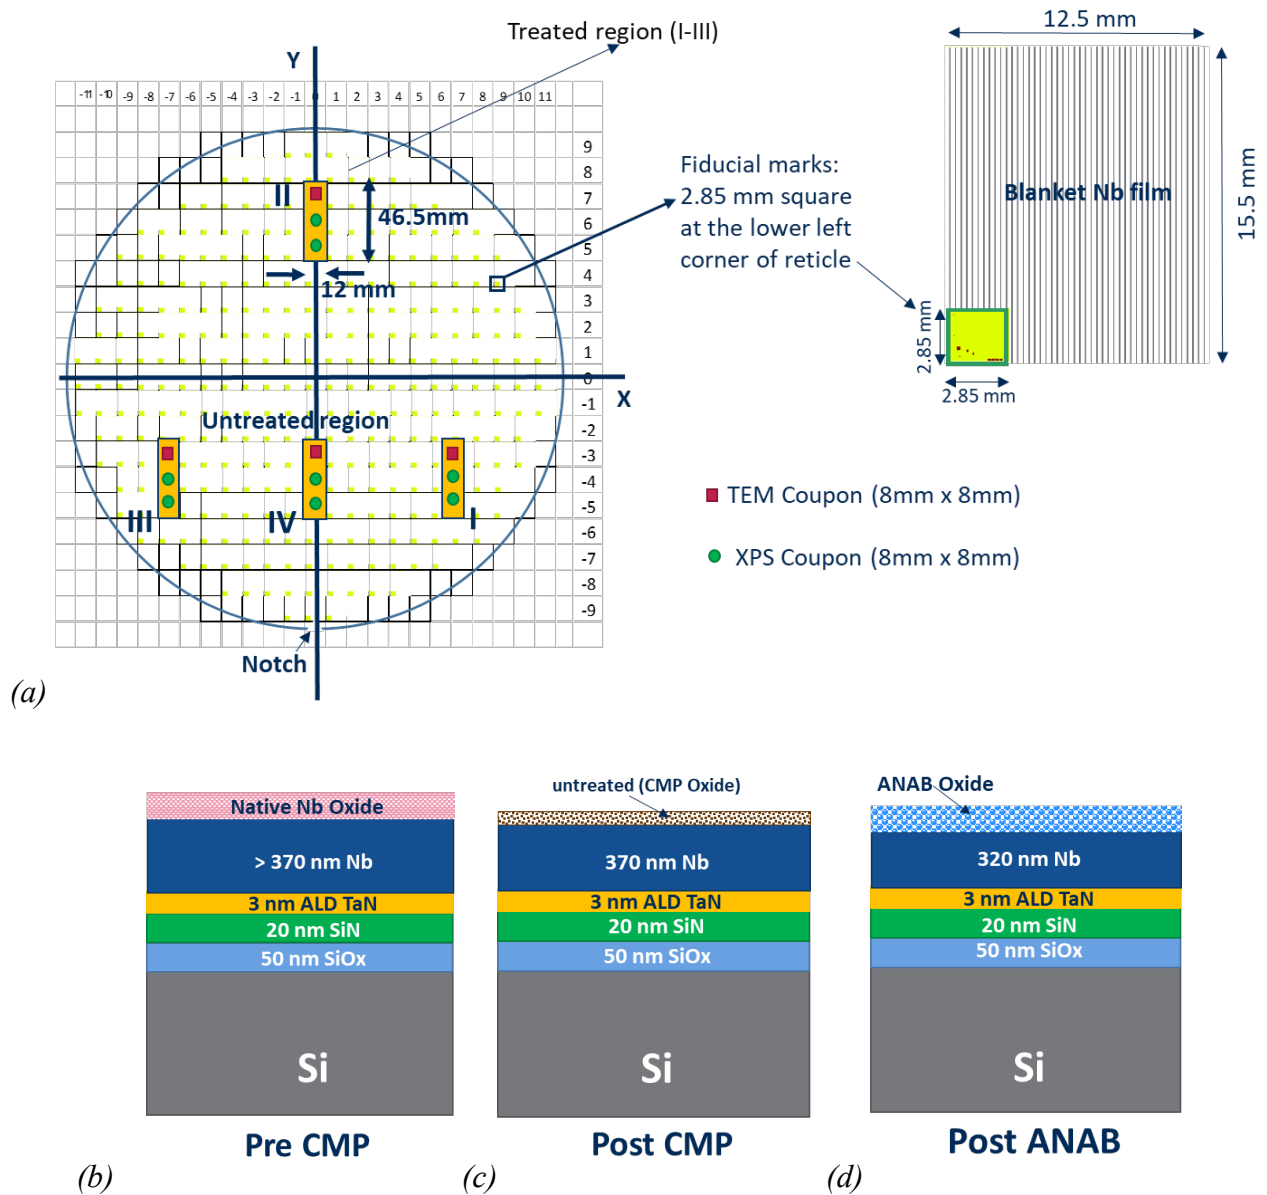 12.5 mm
Treated region (I-III)
Y
-11 -10 -9 -8 -7 -6 -5 -4 -3 -2 -1 0 1 2 3 4 5 6 7 8 9 10 11
9
8
7
6
5
4
3
2
1
0
-1
-2
-3
-4
-5
-6
-7
-8
-9
II
46.5mm
12 mm
X
Untreated region
III
IV
I
Notch
(a)
Fiducial marks:
2.85 mm square
at the lower left
corner of reticle
Blanket Nb film
15.5 mm
2.85 mm
2.85 mm
TEM Coupon (8mm x 8mm)
XPS Coupon (8mm x 8mm)
Native Nb Oxide
> 370 nm Nb
3 nm ALD TaN
20 nm SiN
50 nm SiOx
Si
Pre CMP
(b)
untreated (CMP Oxide)
370 nm Nb
3 nm ALD TaN
20 nm SiN
50 nm SiOx
Si
Post CMP
(c)
ANAB Oxide
320 nm Nb
3 nm ALD TaN
20 nm SiN
50 nm SiOx
Si
Post ANAB
(d)